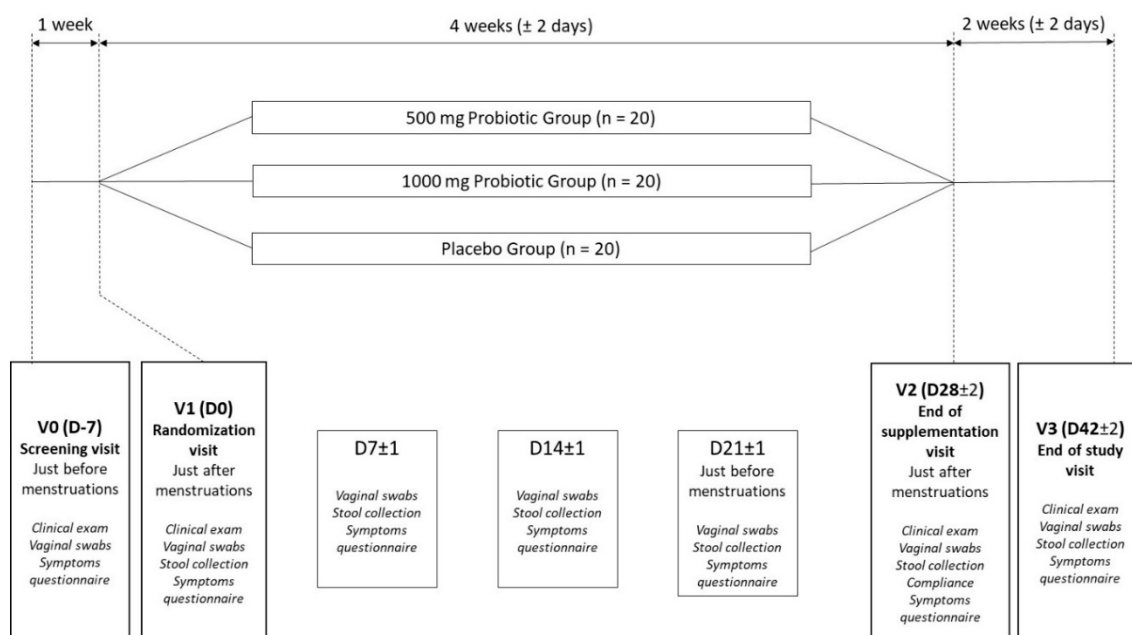 1 week
4 weeks (± 2 days)
2 weeks (± 2 days)
500 mg Probiotic Group (n = 20)
1000 mg Probiotic Group (n = 20)
Placebo Group (n = 20)
V0 (D-7)
Screening visit
Just before
menstruations
Clinical exam
Vaginal swabs
Symptoms
questionnaire
V1 (D0)
Randomization
visit
Just after
menstruations
Clinical exam
Vaginal swabs
Stool collection
Symptoms
questionnaire
D7±1
Vaginal swabs
Stool collection
Symptoms
questionnaire
D14±1
Vaginal swabs
Stool collection
Symptoms
questionnaire
D21±1
Just before
menstruations
Vaginal swabs
Stool collection
Symptoms
questionnaire
V2 (D28±2)
End of
supplementation
visit
Just after
menstruations
Clinical exam
Vaginal swabs
Stool collection
Compliance
Symptoms
questionnaire
V3 (D42±2)
End of study
visit
Clinical exam
Vaginal swabs
Stool collection
Symptoms
questionnaire